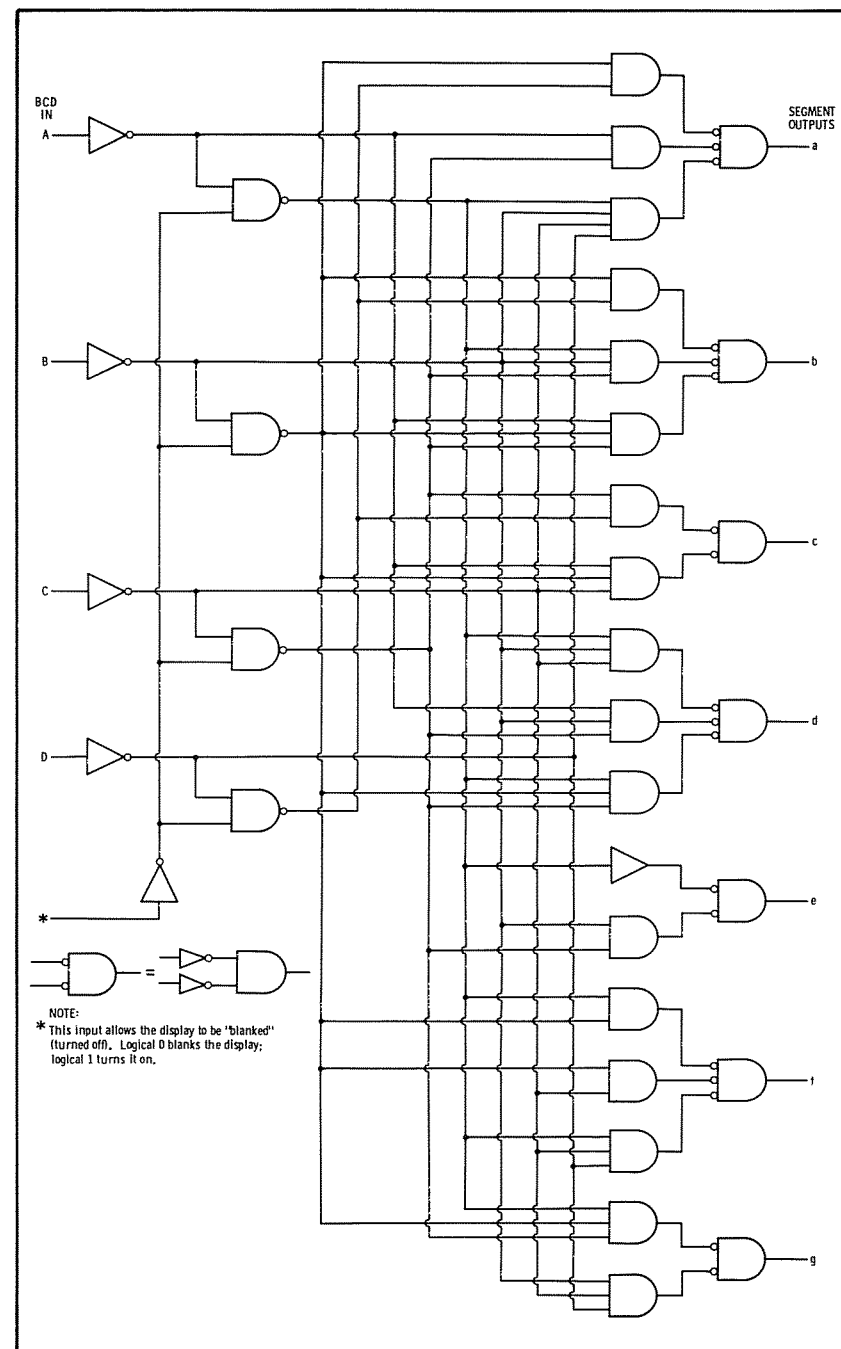 BCD
IN
SEGMENT
OUTPUTS
A
a
B
b
C
c
D
d
*
e
=
NOTE:
* This input allows the display to be "blanked"
(turned off). Logical 0 blanks the display;
logical 1 turns it on.
f
g